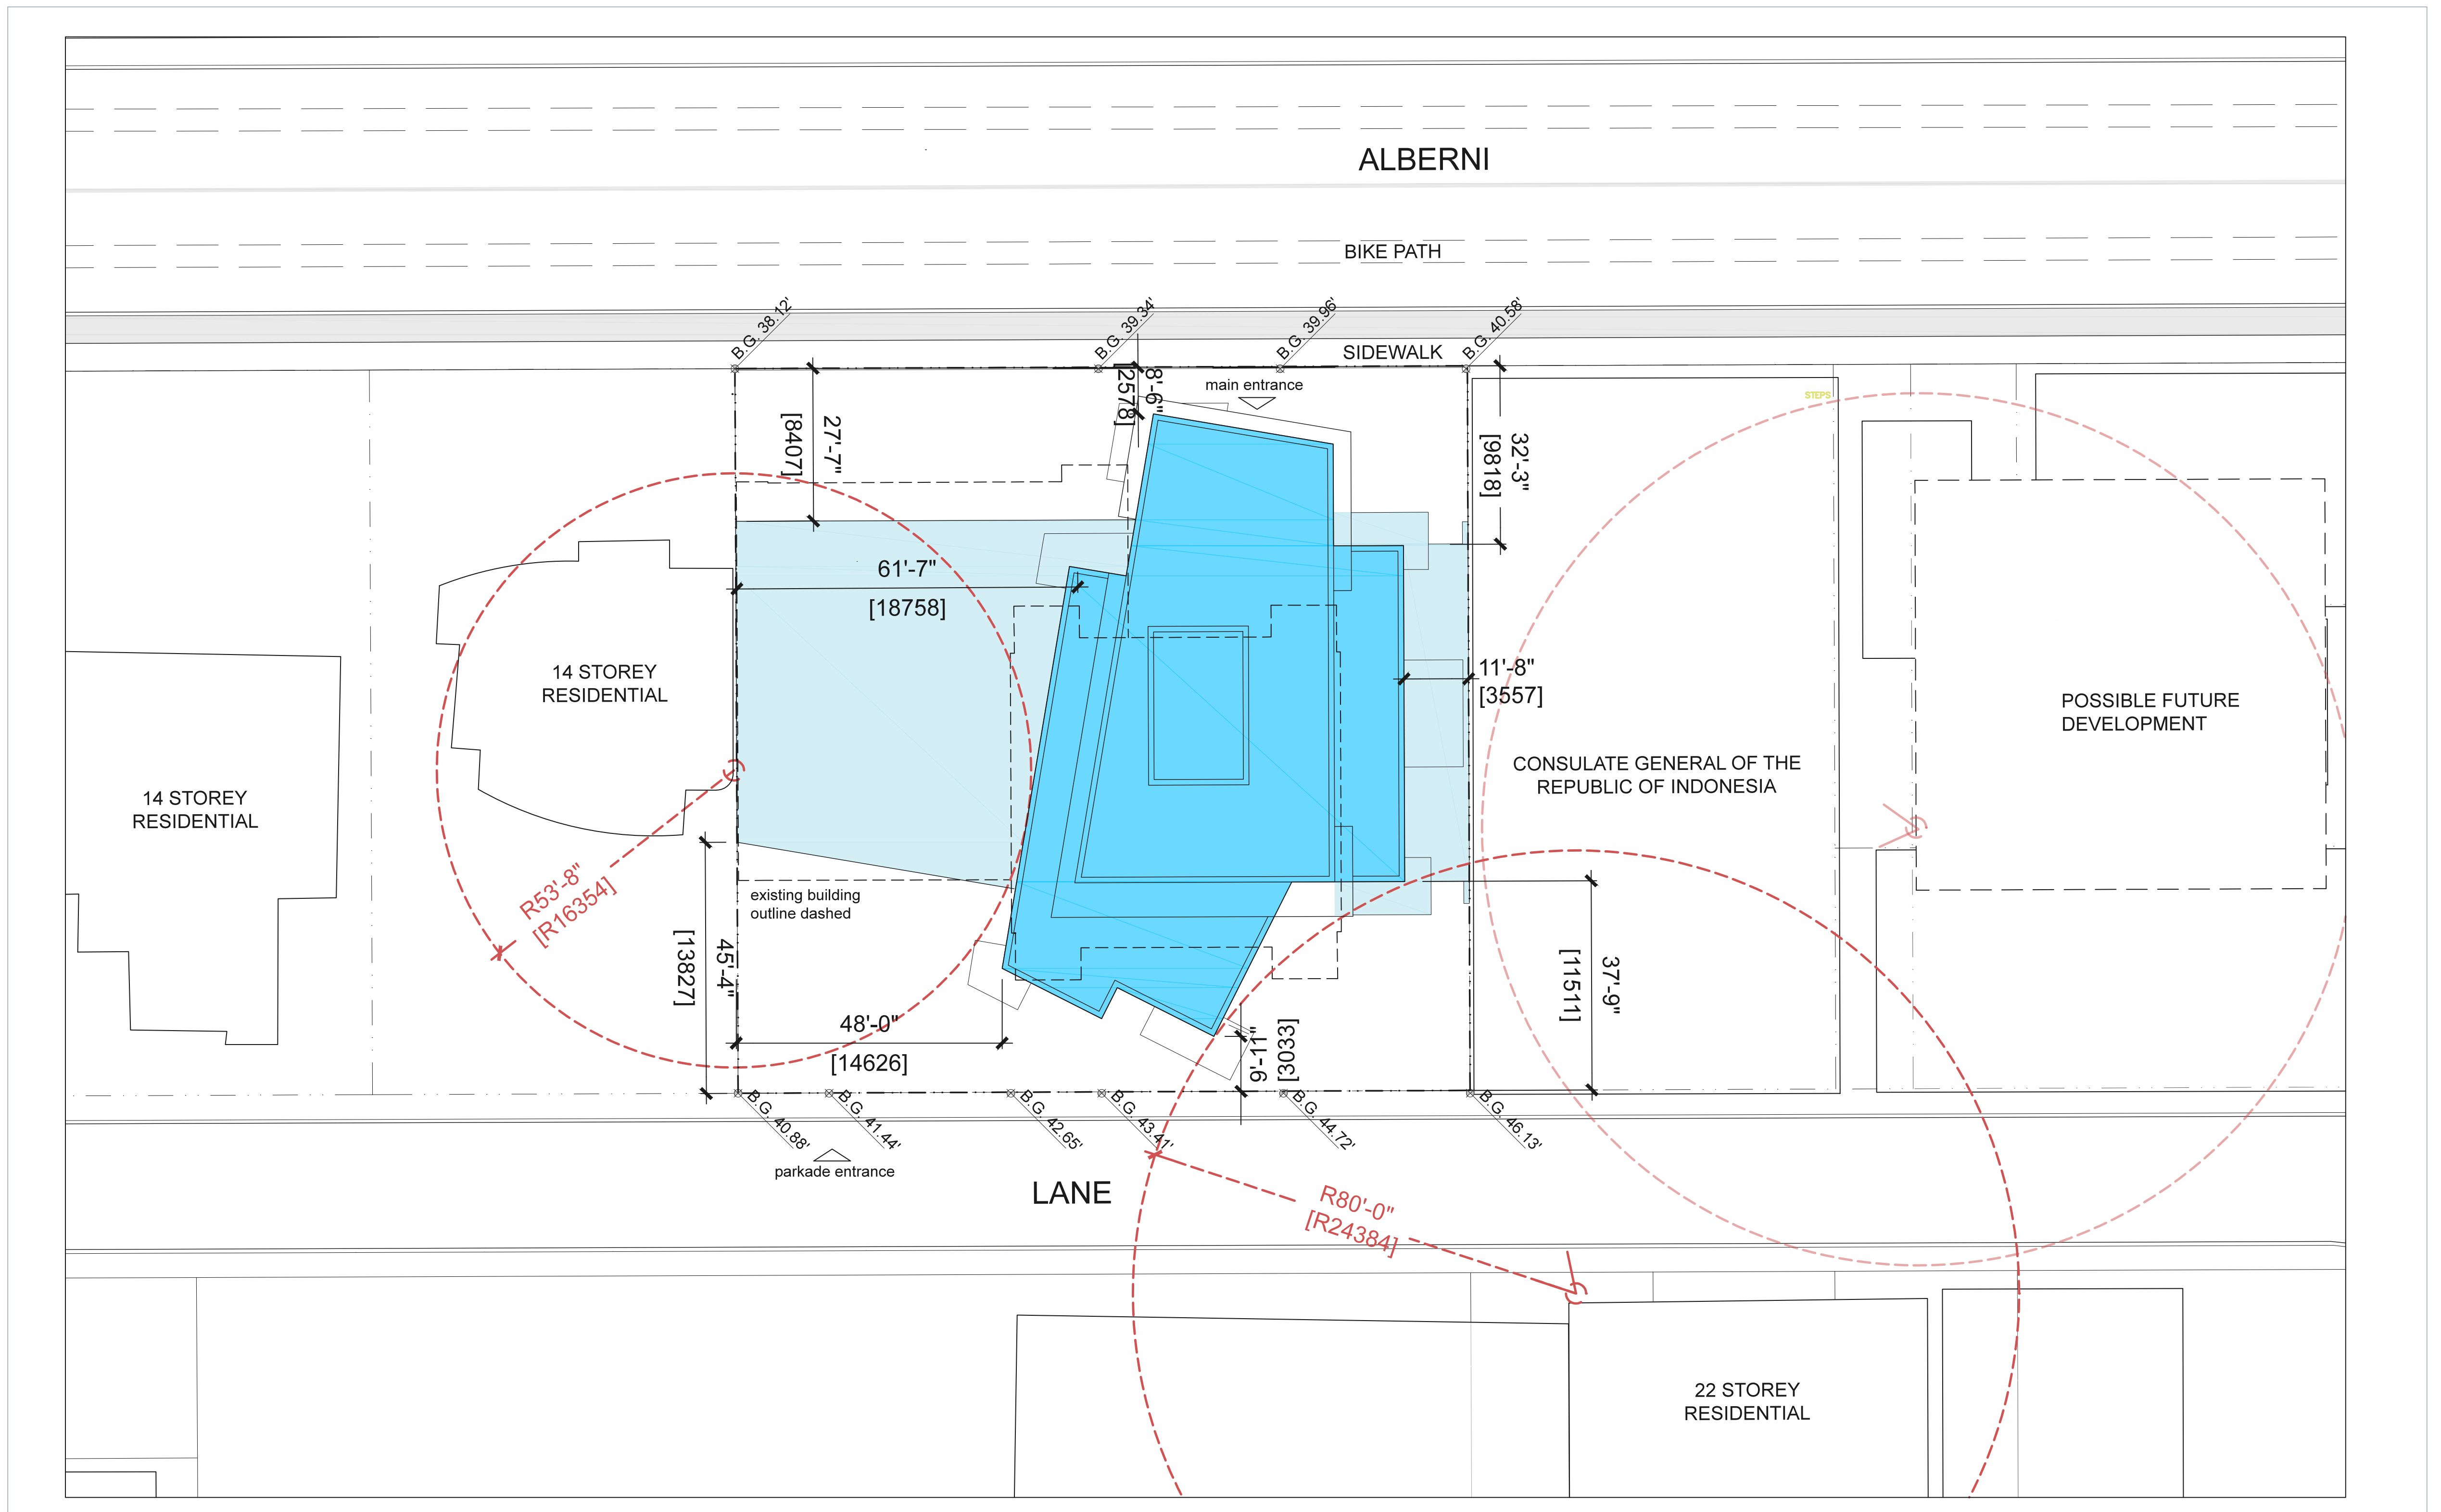 ALBERNI
BIKE PATH
B.G. 38.12'
B.G. 39.34'
B.G. 39.96'
B.G. 40.58'
SIDEWALK
main entrance
8'-6"
[2578]
27'-7"
[8407]
32'-3"
[9818]
STEPS
61'-7"
[18758]
14 STOREY
RESIDENTIAL
11'-8"
[3557]
POSSIBLE FUTURE
DEVELOPMENT
CONSULATE GENERAL OF THE
REPUBLIC OF INDONESIA
14 STOREY
RESIDENTIAL
R53'-8"
[R16354]
existing building
outline dashed
45'-4"
[13827]
37'-9"
[11511]
48'-0"
[14626]
9'-11"
[3033]
B.G. 40.88'
B.G. 41.44'
B.G. 42.65'
B.G. 43.41'
B.G. 44.72'
B.G. 46.13'
parkade entrance
LANE
R80'-0"
[R24384]
22 STOREY
RESIDENTIAL